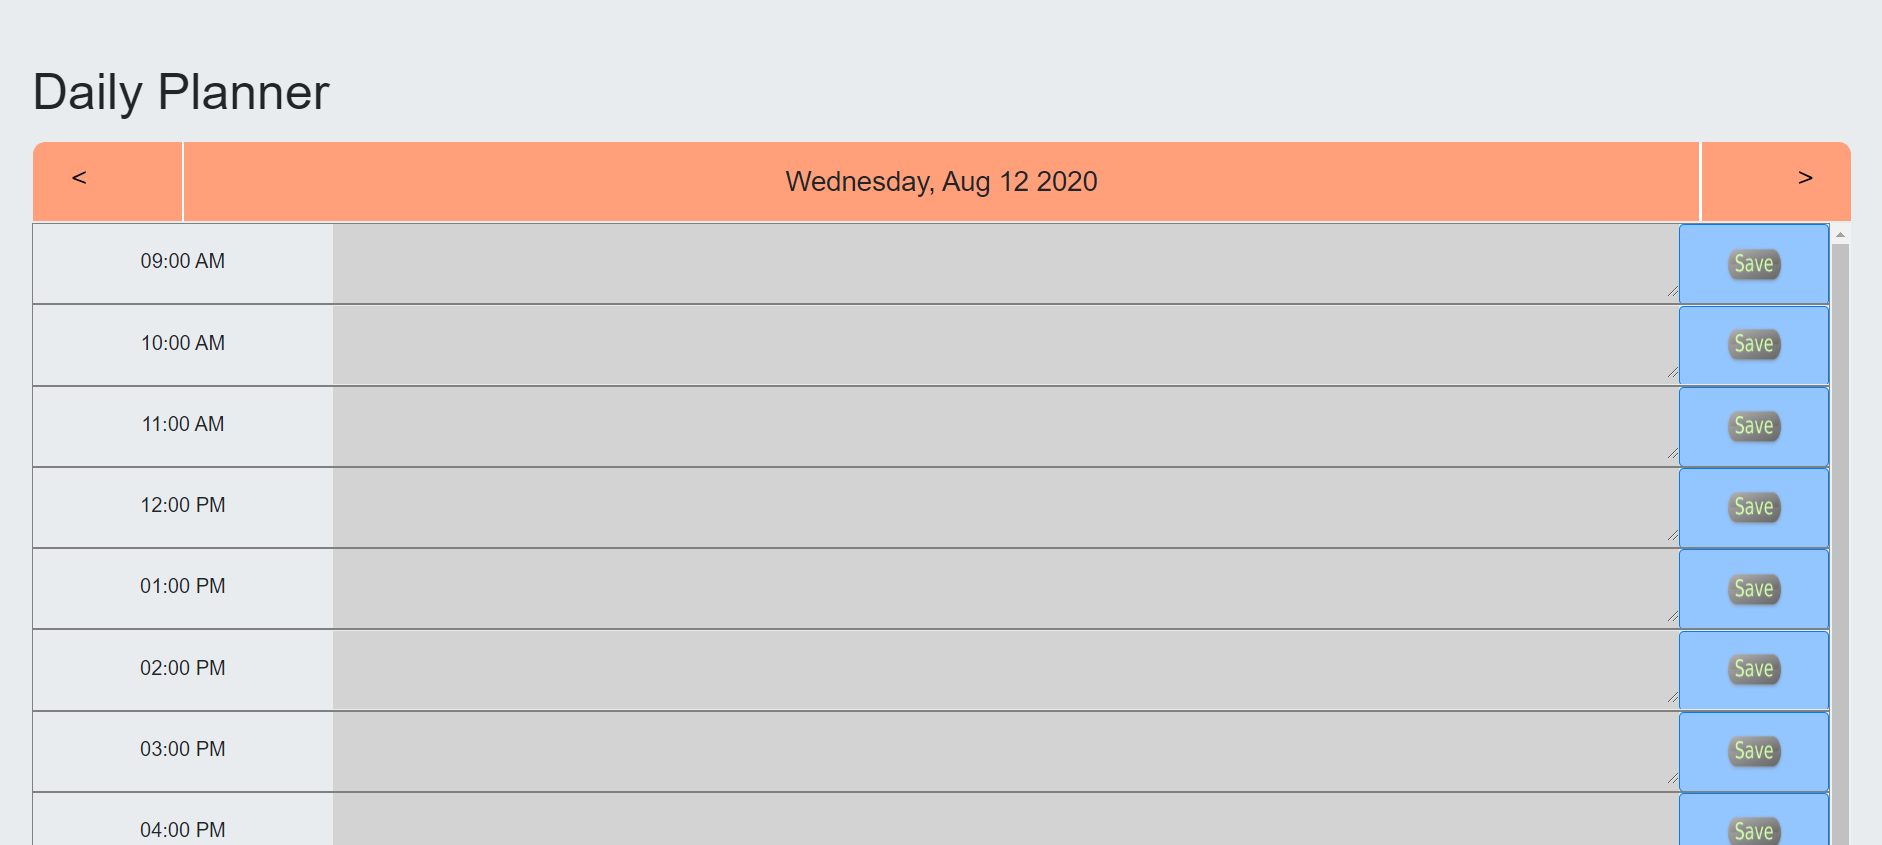 Daily Planner
< Wednesday, Aug 12 2020 >
09:00 AM Save
10:00 AM Save
11:00 AM Save
12:00 PM Save
01:00 PM Save
02:00 PM Save
03:00 PM Save
04:00 PM Save